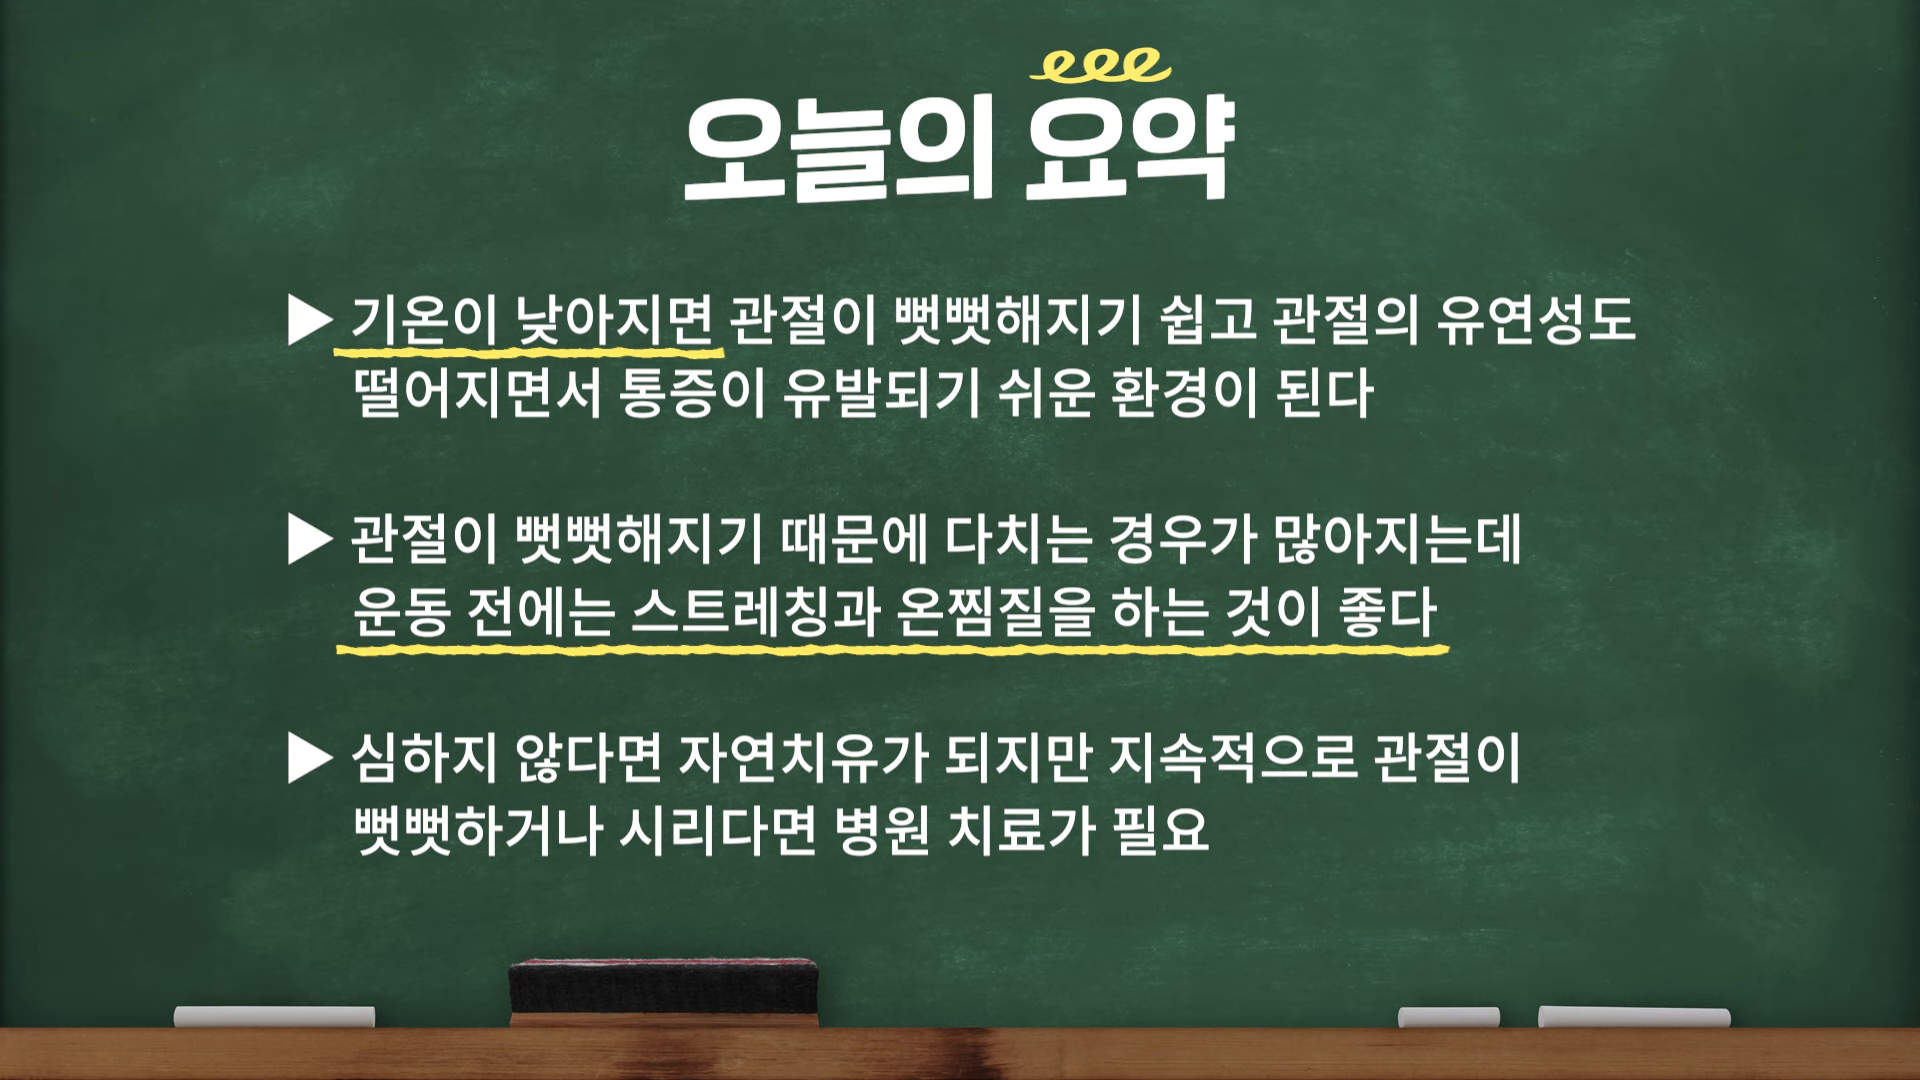 오늘의 요약
▶ 기온이 낮아지면 관절이 뻣뻣해지기 쉽고 관절의 유연성도
떨어지면서 통증이 유발되기 쉬운 환경이 된다
▶ 관절이 뻣뻣해지기 때문에 다치는 경우가 많아지는데
운동 전에는 스트레칭과 온찜질을 하는 것이 좋다
▶ 심하지 않다면 자연치유가 되지만 지속적으로 관절이
뻣뻣하거나 시리다면 병원 치료가 필요